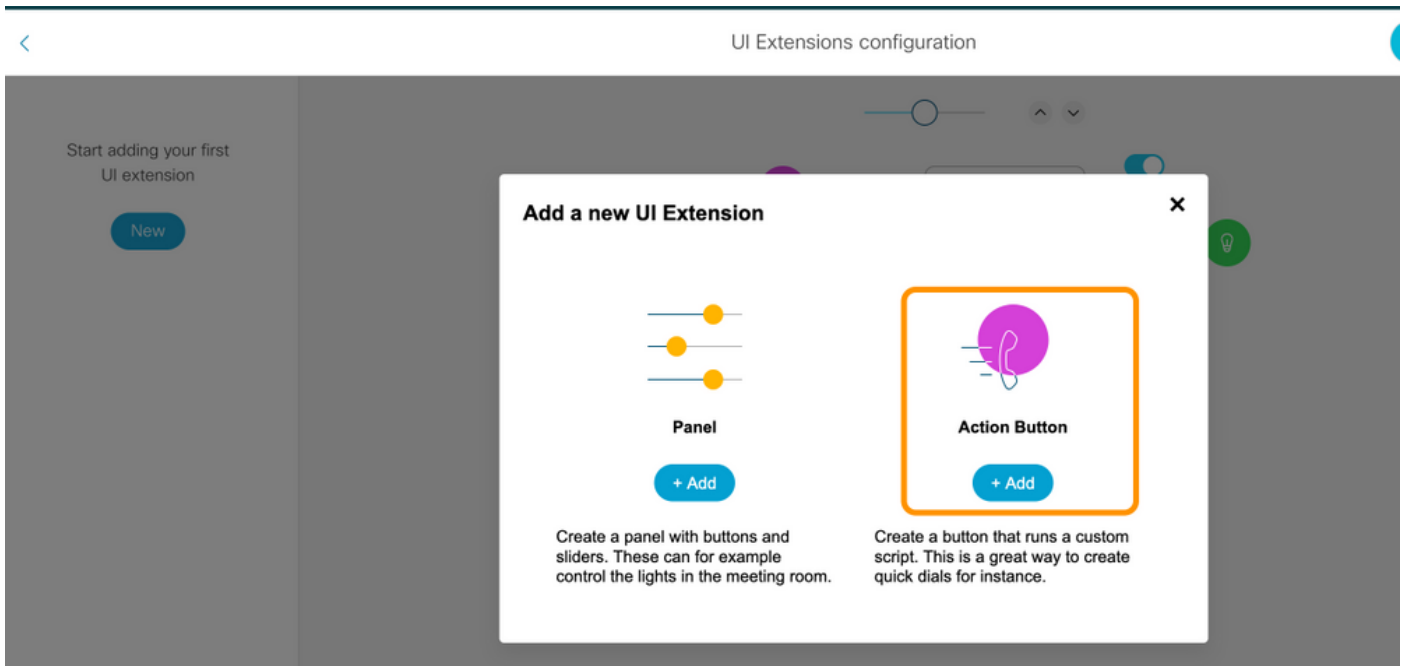 UI Extensions configuration
Start adding your first
UI extension
New
Add a new UI Extension
Panel
+ Add
Create a panel with buttons and
sliders. These can for example
control the lights in the meeting room.
Action Button
+ Add
Create a button that runs a custom
script. This is a great way to create
quick dials for instance.